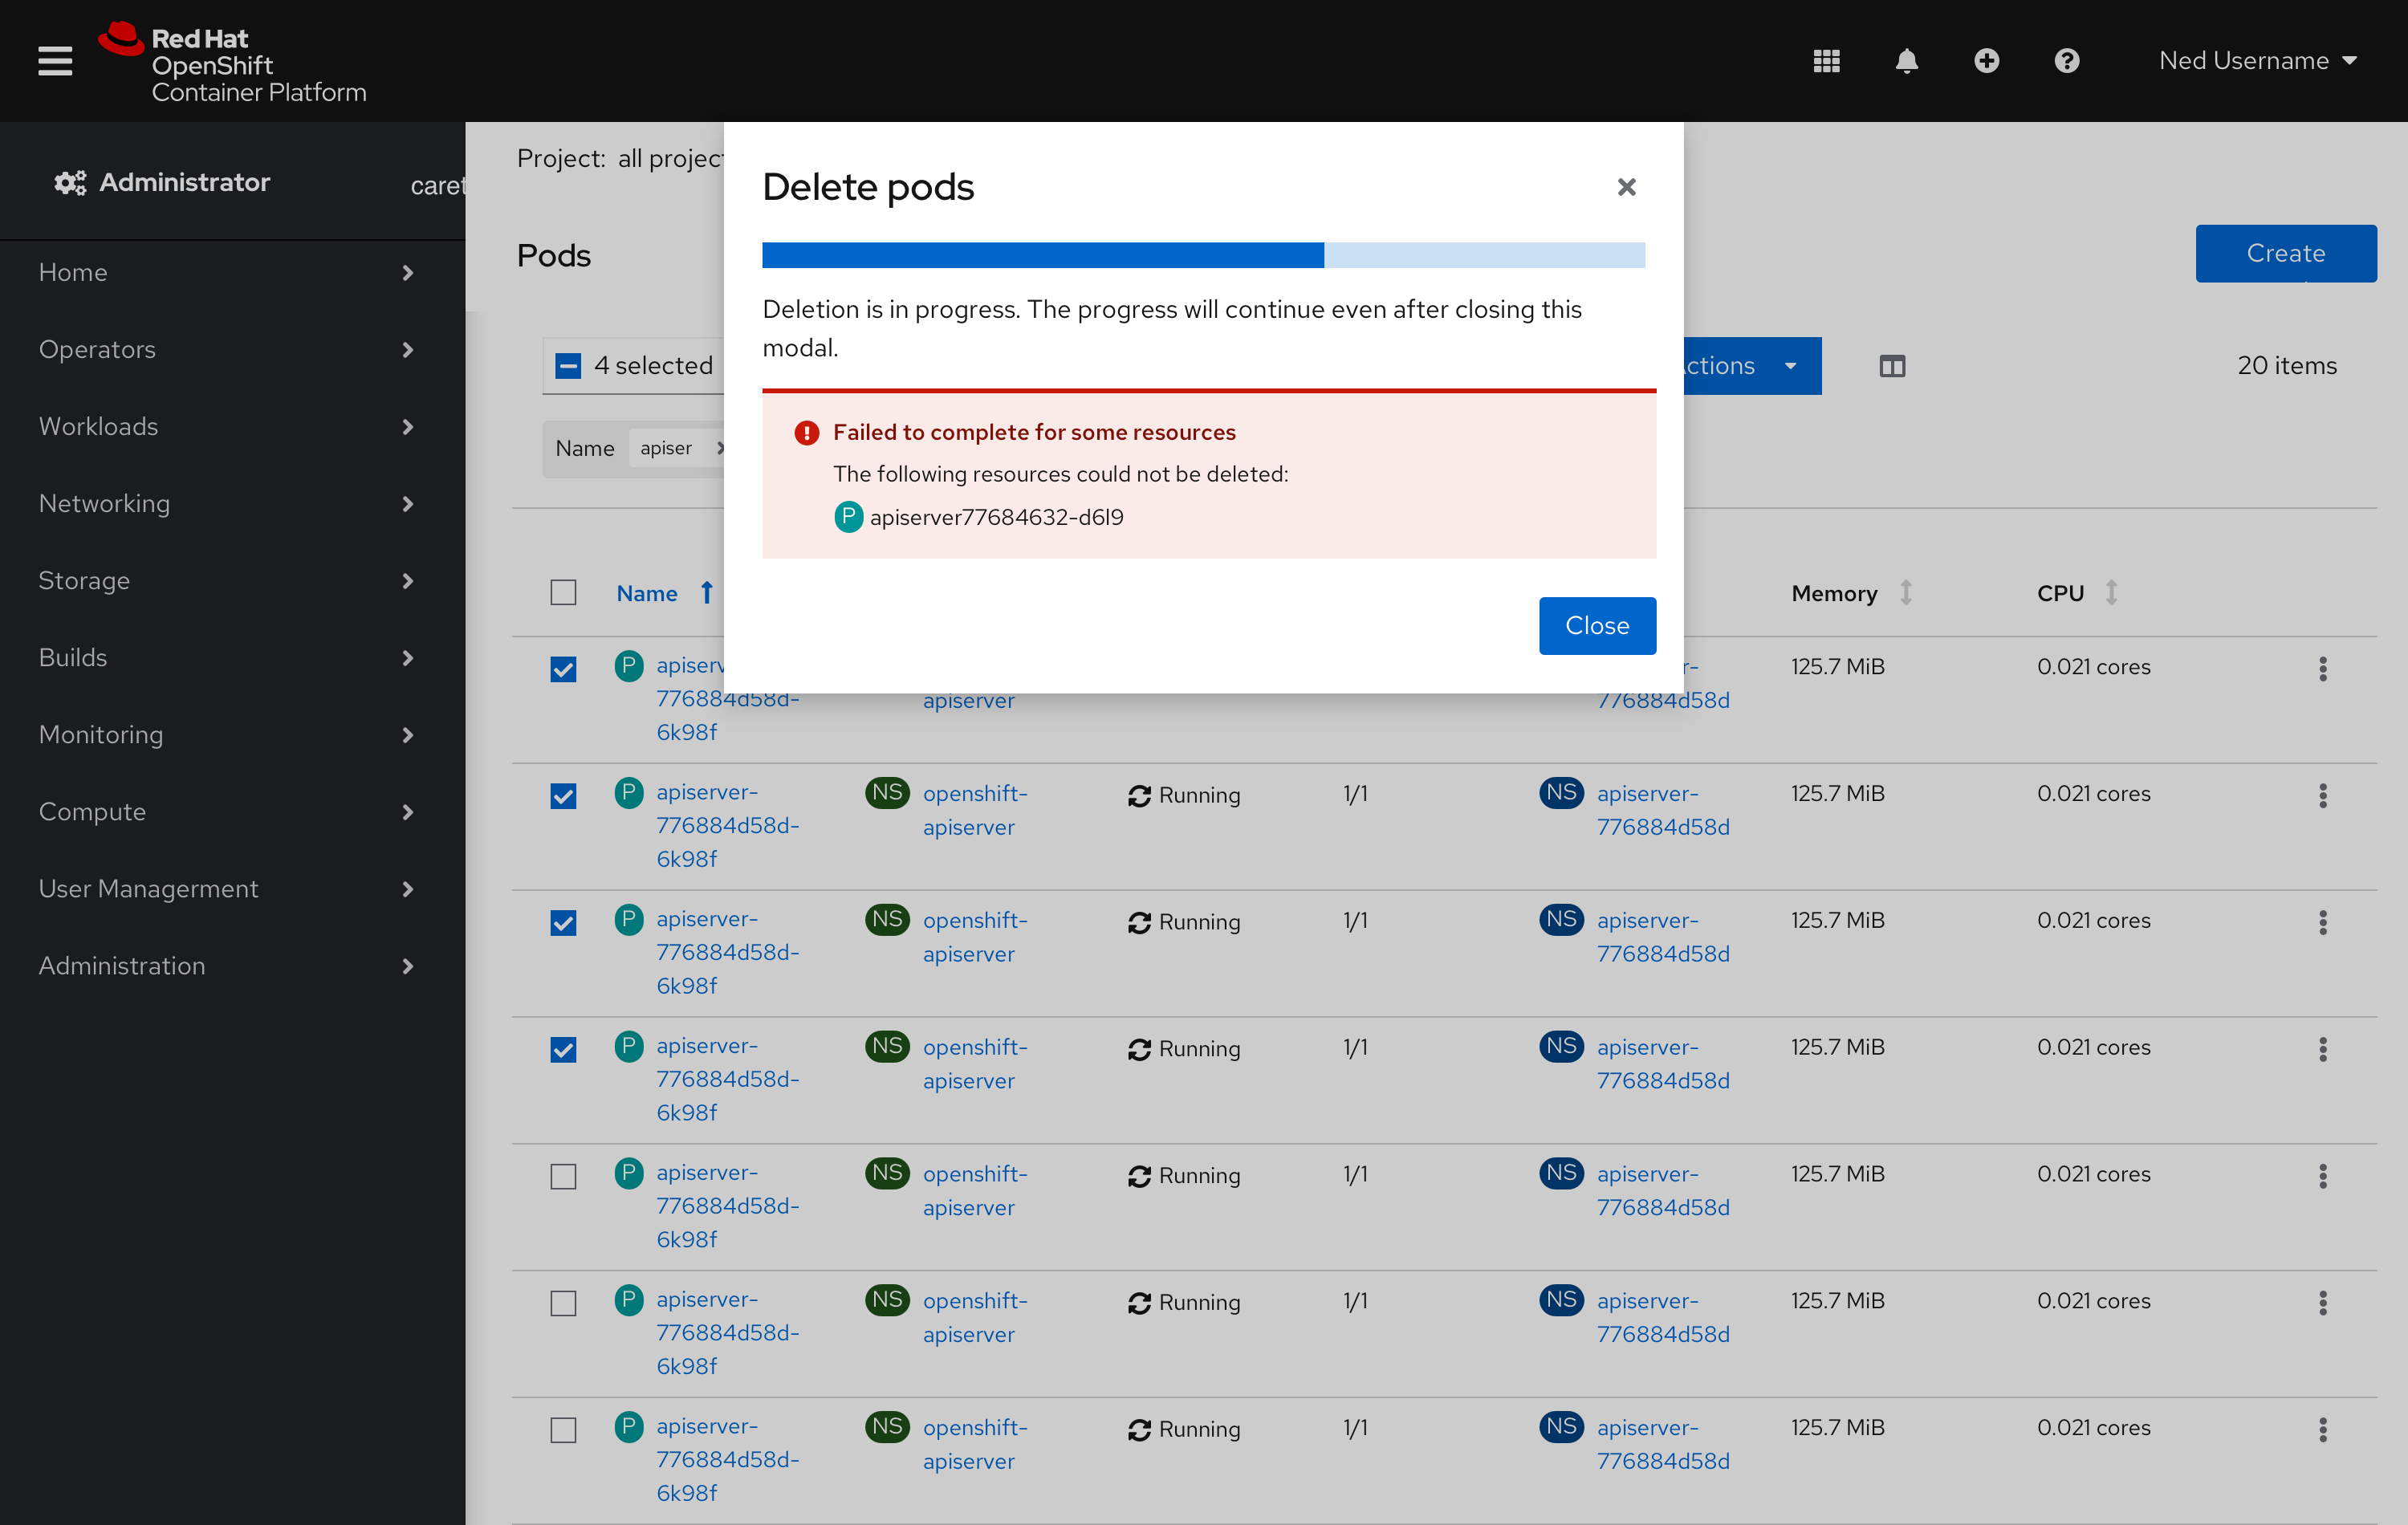 Red Hat
OpenShift
Container Platform
Ned Username
Administrator
caret
Home
Operators
Workloads
Networking
Storage
Builds
Monitoring
Compute
User Managerment
Administration
Project: all project
Pods
Create
4 selected
ctions
20 items
Name apiser
Delete pods
Deletion is in progress. The progress will continue even after closing this
modal.
Failed to complete for some resources
The following resources could not be deleted:
P apiserver77684632-d6l9
Close
Name Memory CPU
P apiserv r- 125.7 MiB 0.021 cores
776884d58d- apiserver 776884d58d
6k98f
P apiserver- NS openshift- Running 1/1 NS apiserver- 125.7 MiB 0.021 cores
776884d58d- apiserver 776884d58d
6k98f
P apiserver- NS openshift- Running 1/1 NS apiserver- 125.7 MiB 0.021 cores
776884d58d- apiserver 776884d58d
6k98f
P apiserver- NS openshift- Running 1/1 NS apiserver- 125.7 MiB 0.021 cores
776884d58d- apiserver 776884d58d
6k98f
P apiserver- NS openshift- Running 1/1 NS apiserver- 125.7 MiB 0.021 cores
776884d58d- apiserver 776884d58d
6k98f
P apiserver- NS openshift- Running 1/1 NS apiserver- 125.7 MiB 0.021 cores
776884d58d- apiserver 776884d58d
6k98f
P apiserver- NS openshift- Running 1/1 NS apiserver- 125.7 MiB 0.021 cores
776884d58d- apiserver 776884d58d
6k98f